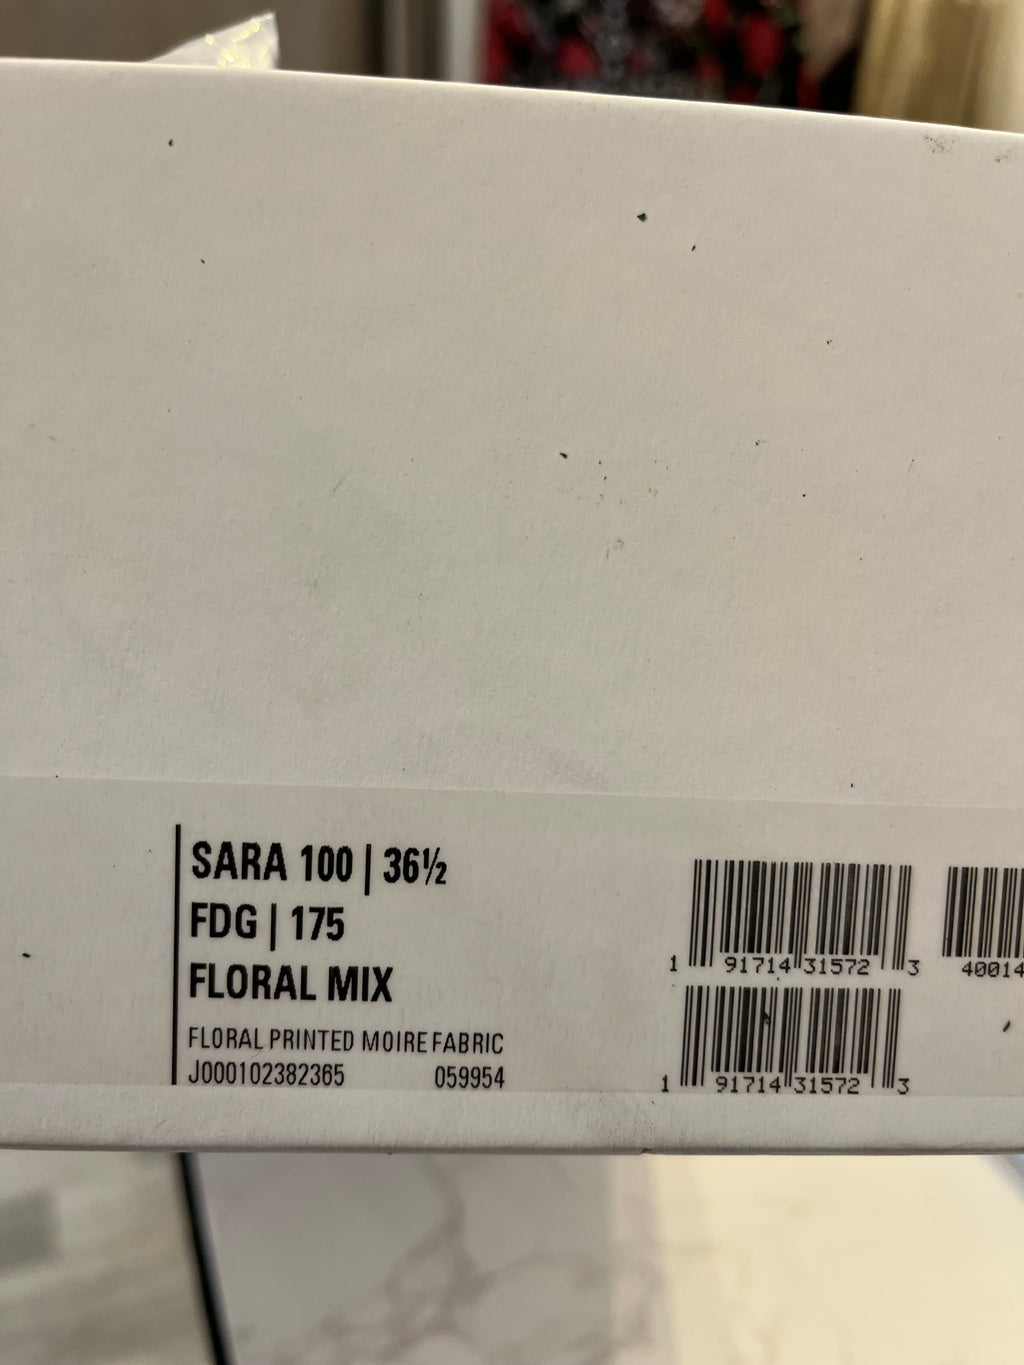 SARA 100 | 36½
FDG | 175
FLORAL MIX
FLORAL PRINTED MOIRE FABRIC
J000102382365 059954
1 91714 31572 3
40014
1 91714 31572 3